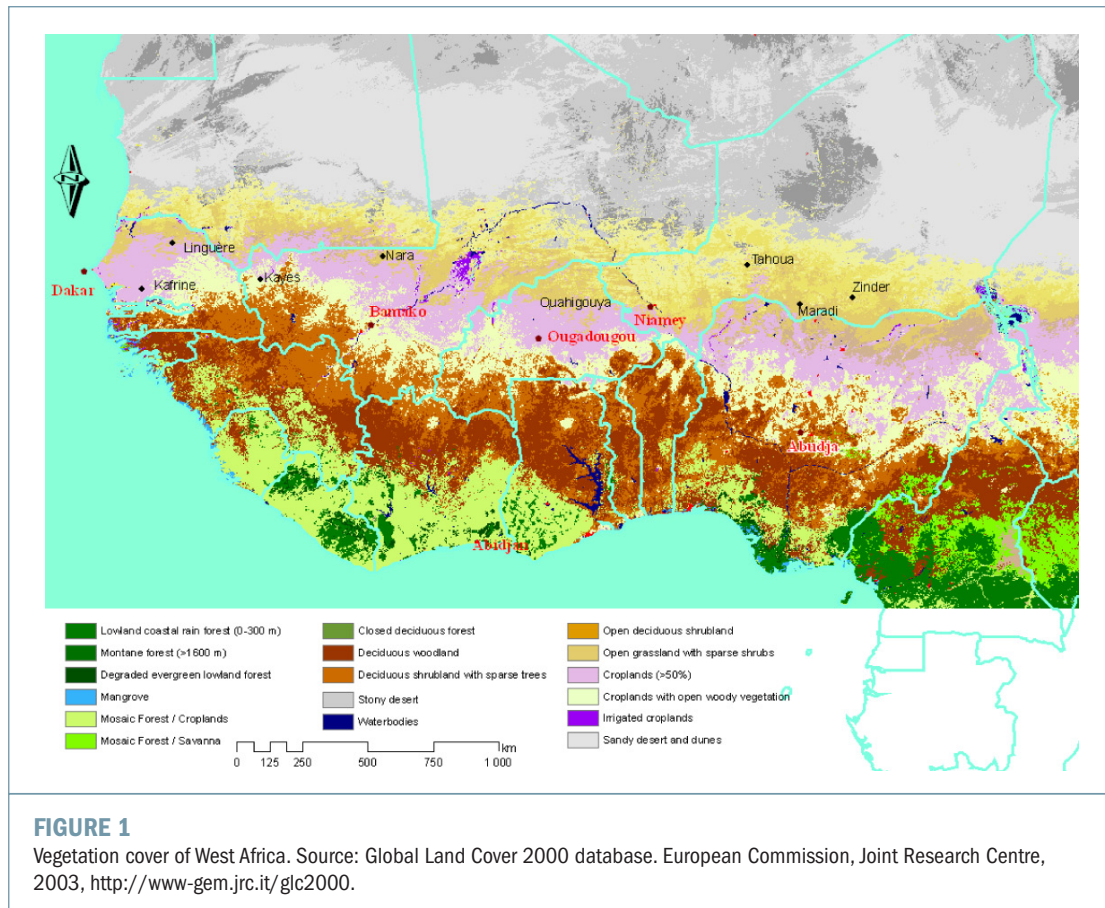 N
Linguère
Nara
Tahoua
Kayes
Zinder
Dakar
Kafrine
Ouahigouya
Maradi
Bamako
Niamey
Ougadougou
Abudja
Abidjan
Lowland coastal rain forest (0-300 m)
Montane forest (>1600 m)
Degraded evergreen lowland forest
Mangrove
Mosaic Forest / Croplands
Mosaic Forest / Savanna
Closed deciduous forest
Deciduous woodland
Deciduous shrubland with sparse trees
Stony desert
Waterbodies
Open deciduous shrubland
Open grassland with sparse shrubs
Croplands (>50%)
Croplands with open woody vegetation
Irrigated croplands
Sandy desert and dunes
km
0 125 250 500 750 1 000
FIGURE 1
Vegetation cover of West Africa. Source: Global Land Cover 2000 database. European Commission, Joint Research Centre,
2003, http://www-gem.jrc.it/glc2000.